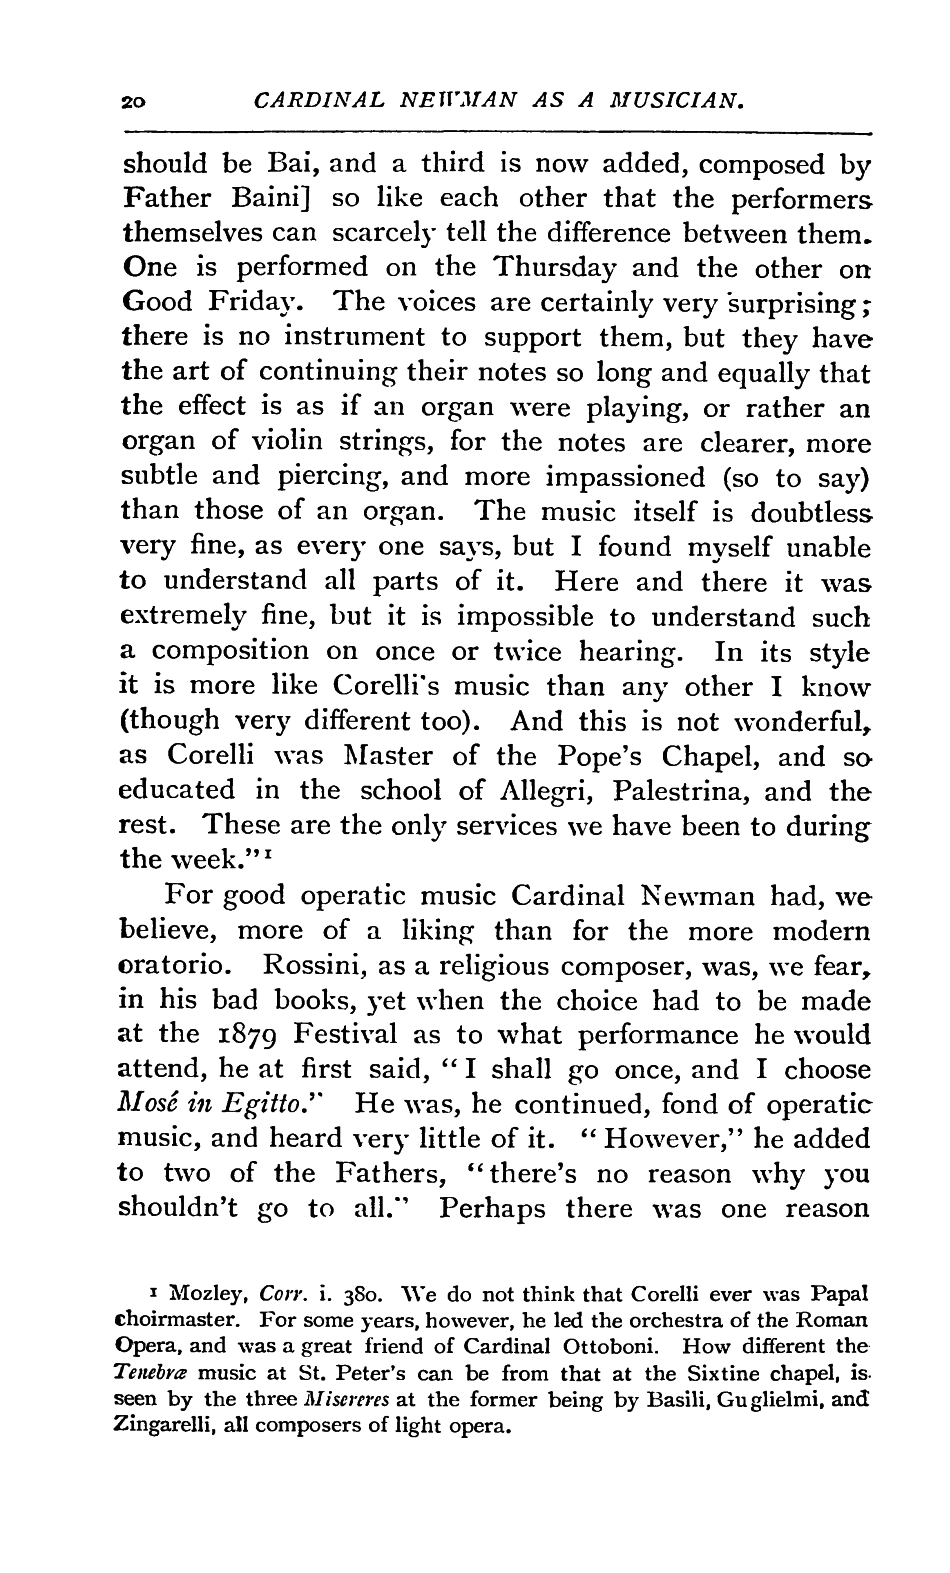 20 CARDINAL NEWMAN AS A MUSICIAN.
should be Bai, and a third is now added, composed by
Father Baini] so like each other that the performers
themselves can scarcely tell the difference between them.
One is performed on the Thursday and the other on
Good Friday. The voices are certainly very surprising;
there is no instrument to support them, but they have
the art of continuing their notes so long and equally that
the effect is as if an organ were playing, or rather an
organ of violin strings, for the notes are clearer, more
subtle and piercing, and more impassioned (so to say)
than those of an organ. The music itself is doubtless
very fine, as every one says, but I found myself unable
to understand all parts of it. Here and there it was
extremely fine, but it is impossible to understand such
a composition on once or twice hearing. In its style
it is more like Corelli's music than any other I know
(though very different too). And this is not wonderful,
as Corelli was Master of the Pope's Chapel, and so
educated in the school of Allegri, Palestrina, and the
rest. These are the only services we have been to during
the week." 1
For good operatic music Cardinal Newman had, we
believe, more of a liking than for the more modern
oratorio. Rossini, as a religious composer, was, we fear,
in his bad books, yet when the choice had to be made
at the 1879 Festival as to what performance he would
attend, he at first said, "I shall go once, and I choose
Mosé in Egitto." He was, he continued, fond of operatic
music, and heard very little of it. "However," he added
to two of the Fathers, "there's no reason why you
shouldn't go to all." Perhaps there was one reason
1 Mozley, Corr. i. 380. We do not think that Corelli ever was Papal
choirmaster. For some years, however, he led the orchestra of the Roman
Opera, and was a great friend of Cardinal Ottoboni. How different the
Tenebræ music at St. Peter's can be from that at the Sixtine chapel, is
seen by the three Misereres at the former being by Basili, Guglielmi, and
Zingarelli, all composers of light opera.